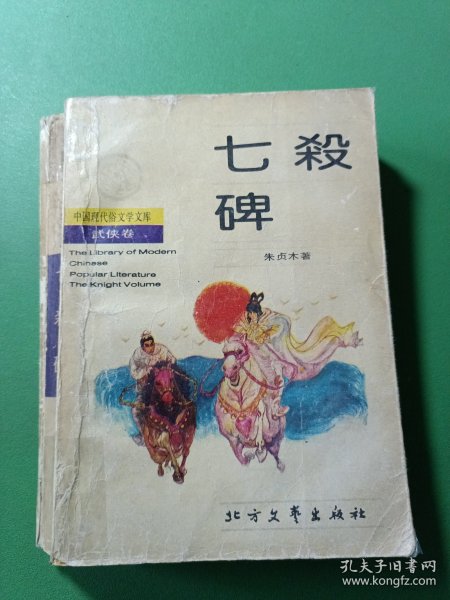 七殺
碑
朱贞木著
中国现代俗文学文库
武侠卷
The Library of Modern
Chinese
Popular Literature
The Knight Volume
北方文艺出版社
孔夫子旧书网
www.kongfz.com